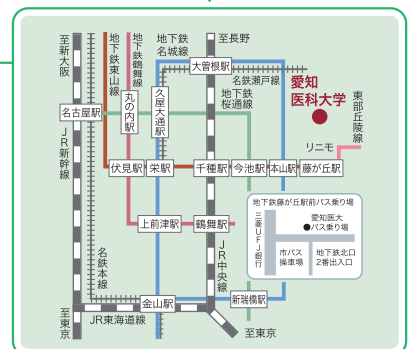 至新大阪
地下鉄東山線
地下鉄鶴舞線
地下鉄
名城線
至長野
大曽根駅
名鉄瀬戸線
愛知
医科大学
東部丘陵線
リニモ
名古屋駅
丸の内駅
久屋大通駅
地下鉄
桜通線
JR新幹線
伏見駅
栄駅
千種駅
今池駅
本山駅
藤が丘駅
地下鉄藤が丘駅前バス乗り場
三菱UFJ銀行
愛知医大
バス乗り場
市バス
操車場
地下鉄北口
2番出入口
上前津駅
鶴舞駅
名鉄本線
JR中央線
金山駅
新瑞橋駅
至東京
JR東海道線
至東京